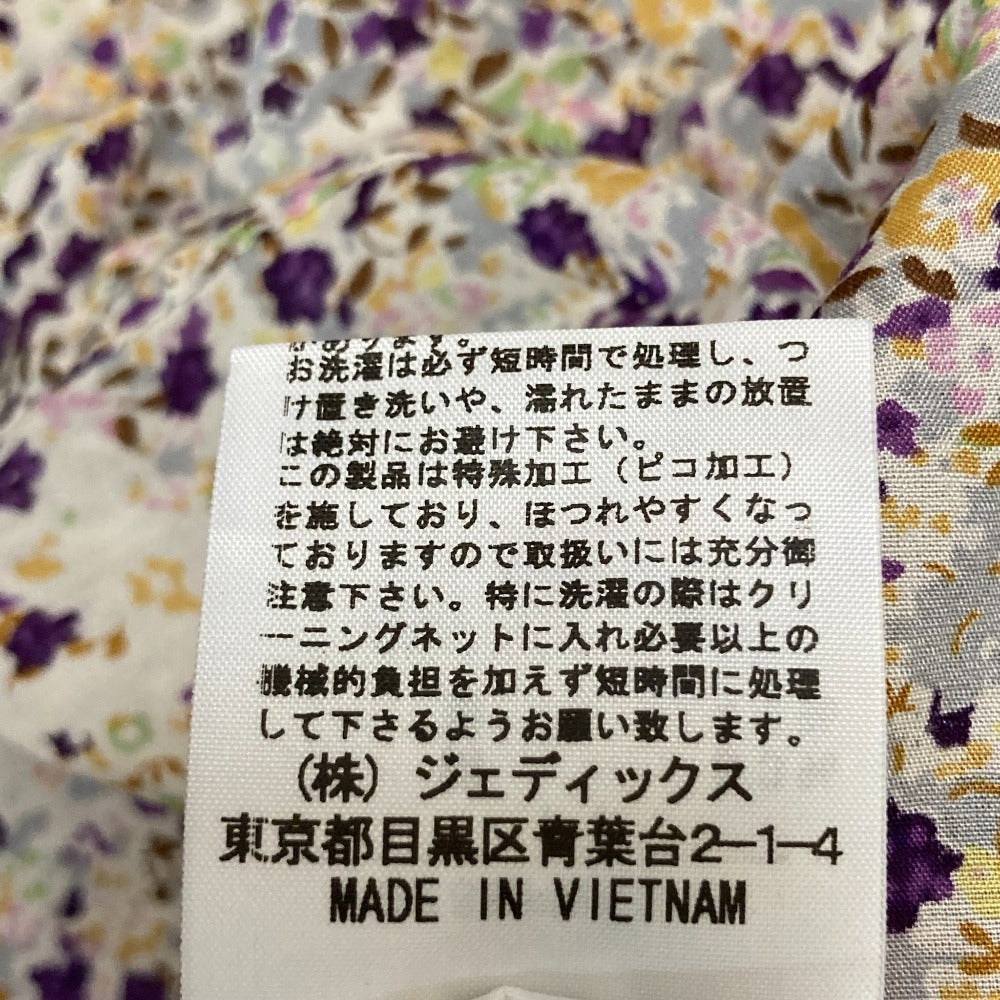 があります。
お洗濯は必ず短時間で処理し、つ
け置き洗いや、濡れたままの放置
は絶対にお避け下さい。
この製品は特殊加工（ピコ加工）
を施しており、ほつれやすくなっ
ておりますので取扱いには充分御
注意下さい。特に洗濯の際はクリ
ーニングネットに入れ必要以上の
機械的負担を加えず短時間に処理
して下さるようお願い致します。
（株）ジェディックス
東京都目黒区青葉台2-1-4
MADE IN VIETNAM